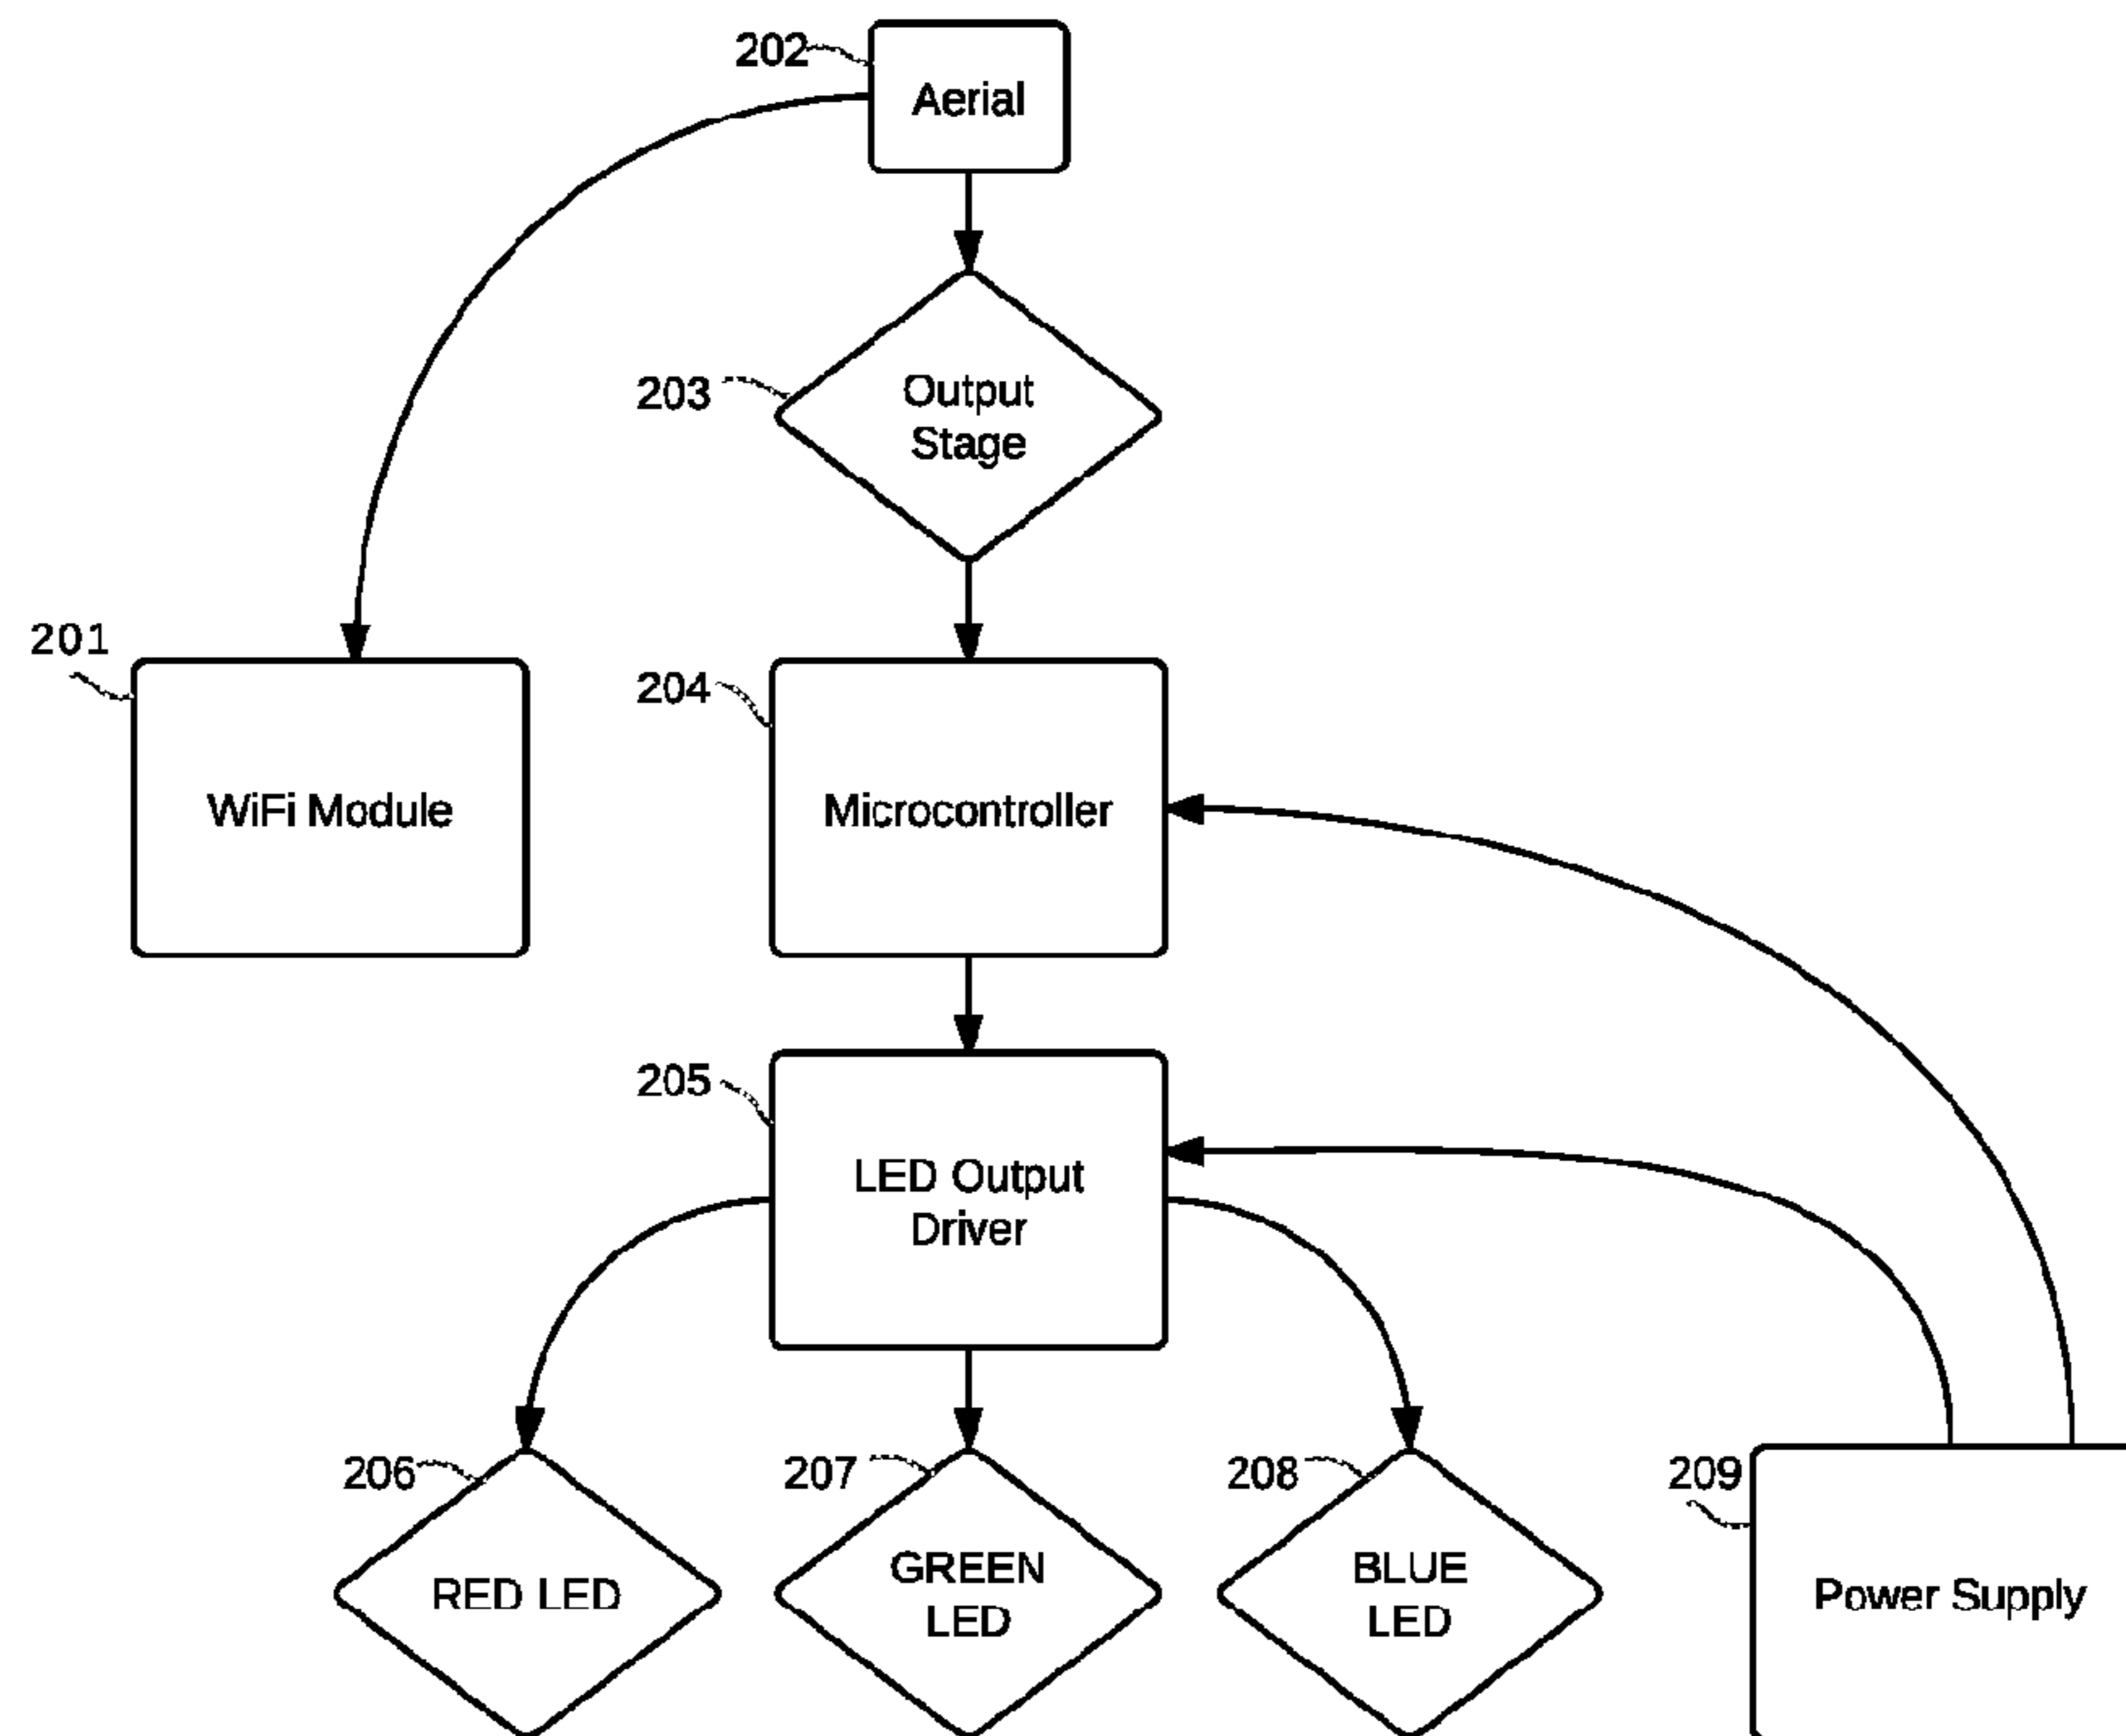 202
Aerial
203
Output
Stage
201
WiFi Module
204
Microcontroller
205
LED Output
Driver
206
RED LED
207
GREEN
LED
208
BLUE
LED
209
Power Supply